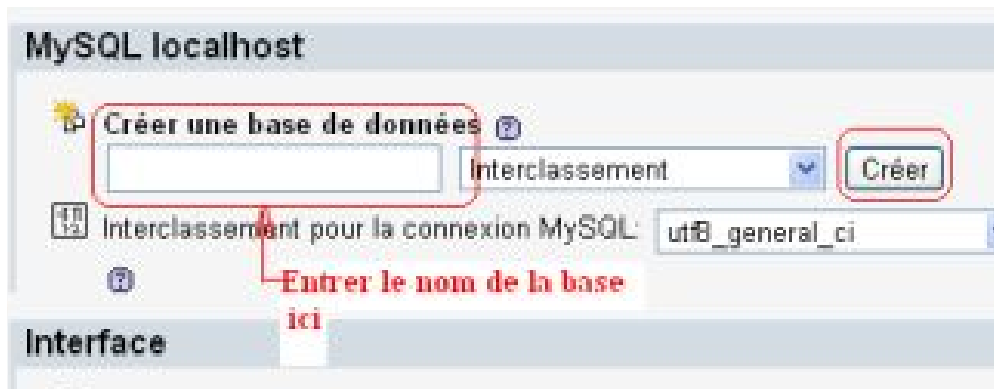 MySQL localhost
Créer une base de données
Interclassement
Créer
Interclassement pour la connexion MySQL:
utf8_general_ci
Entrer le nom de la base
ici
Interface